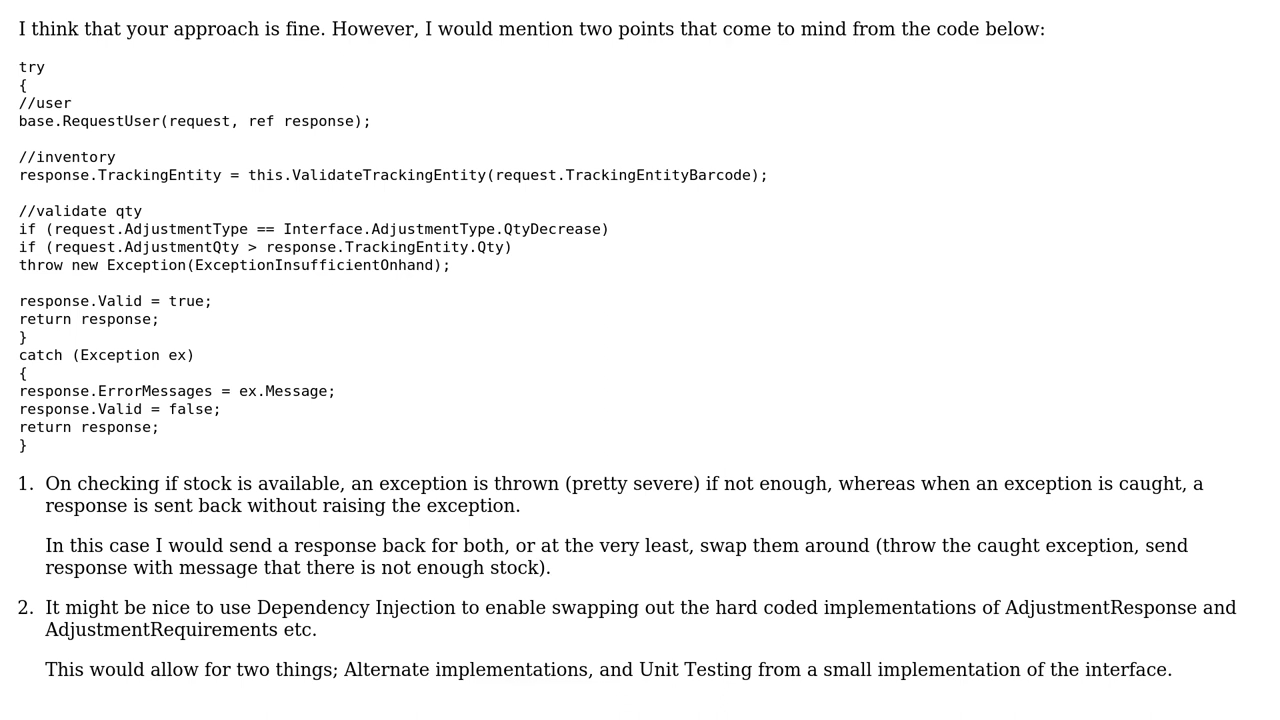 I think that your approach is fine. However, I would mention two points that come to mind from the code below:
try
{
//user
base.RequestUser(request, ref response);
//inventory
response.TrackingEntity = this.ValidateTrackingEntity(request.TrackingEntityBarcode);
//validate qty
if (request.AdjustmentType == Interface.AdjustmentType.QtyDecrease)
if (request.AdjustmentQty > response.TrackingEntity.Qty)
throw new Exception(ExceptionInsufficientOnhand);
response.Valid = true;
return response;
}
catch (Exception ex)
{
response.ErrorMessages = ex.Message;
response.Valid = false;
return response;
}
1. On checking if stock is available, an exception is thrown (pretty severe) if not enough, whereas when an exception is caught, a
response is sent back without raising the exception.
In this case I would send a response back for both, or at the very least, swap them around (throw the caught exception, send
response with message that there is not enough stock).
2. It might be nice to use Dependency Injection to enable swapping out the hard coded implementations of AdjustmentResponse and
AdjustmentRequirements etc.
This would allow for two things; Alternate implementations, and Unit Testing from a small implementation of the interface.